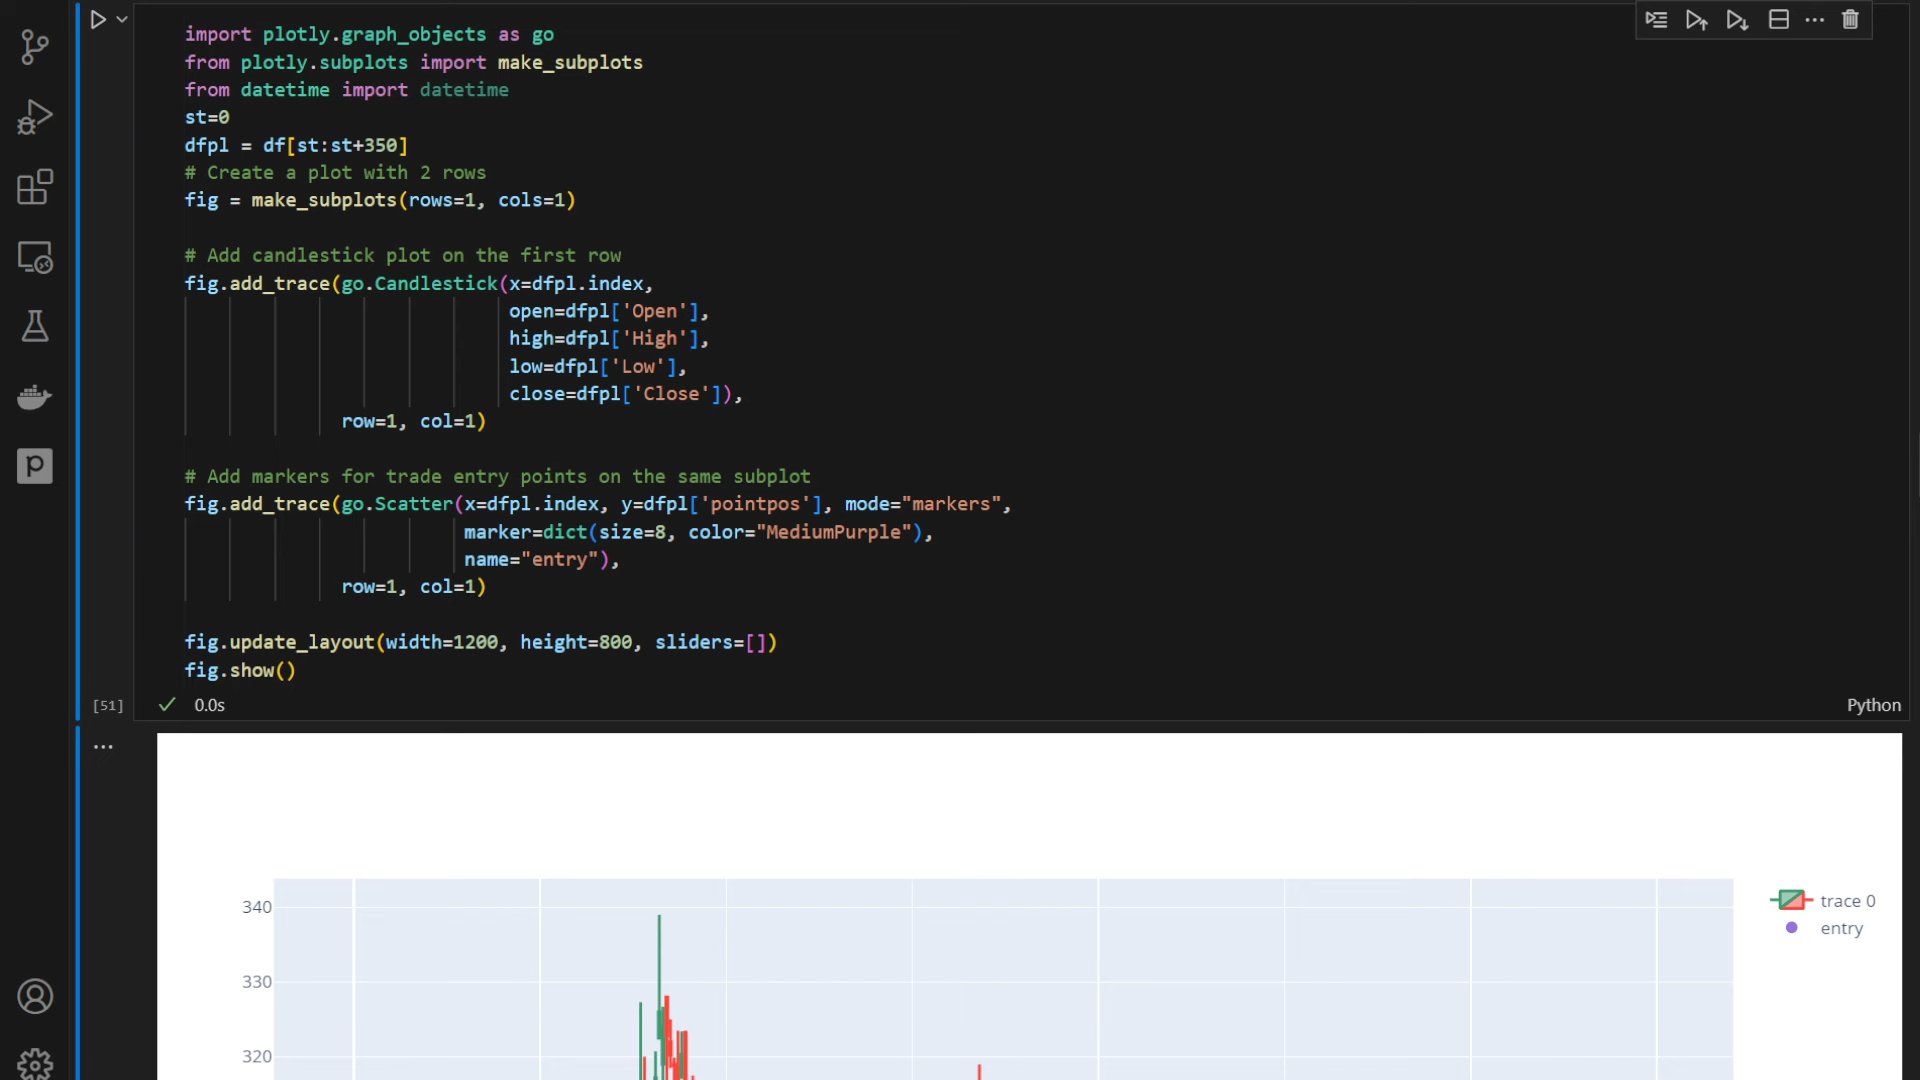 import plotly.graph_objects as go
from plotly.subplots import make_subplots
from datetime import datetime
st=0
dfpl = df[st:st+350]
# Create a plot with 2 rows
fig = make_subplots(rows=1, cols=1)
# Add candlestick plot on the first row
fig.add_trace(go.Candlestick(x=dfpl.index,
open=dfpl['Open'],
high=dfpl['High'],
low=dfpl['Low'],
close=dfpl['Close']),
row=1, col=1)
# Add markers for trade entry points on the same subplot
fig.add_trace(go.Scatter(x=dfpl.index, y=dfpl['pointpos'], mode="markers",
marker=dict(size=8, color="MediumPurple"),
name="entry"),
row=1, col=1)
fig.update_layout(width=1200, height=800, sliders=[])
fig.show()
[51] 0.0s Python
340
330
320
trace 0
entry